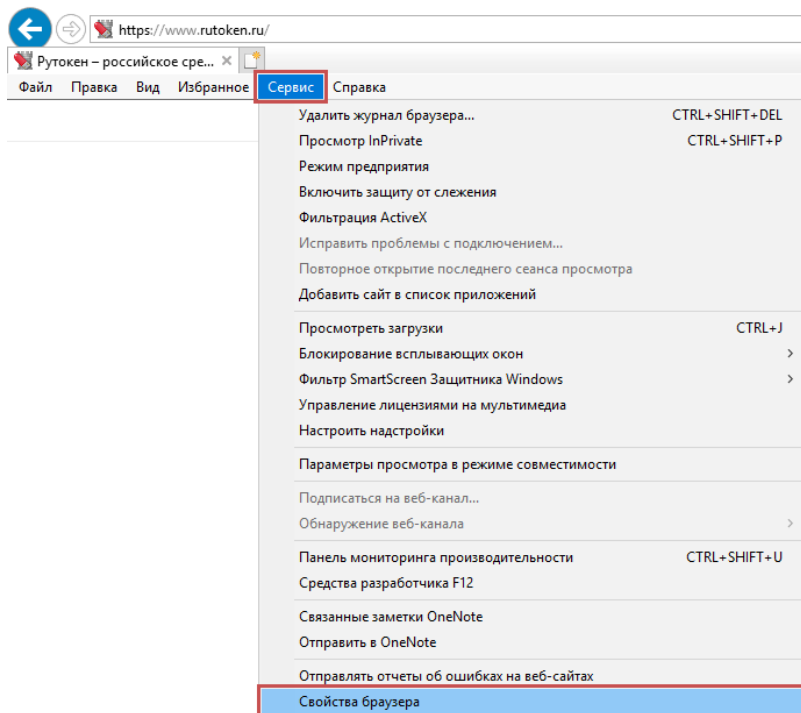 https://www.rutoken.ru/
Рутокен – российское сре...
Файл Правка Вид Избранное Сервис Справка
Удалить журнал браузера... CTRL+SHIFT+DEL
Просмотр InPrivate CTRL+SHIFT+P
Режим предприятия
Включить защиту от слежения
Фильтрация ActiveX
Исправить проблемы с подключением...
Повторное открытие последнего сеанса просмотра
Добавить сайт в список приложений
Просмотреть загрузки CTRL+J
Блокирование всплывающих окон
Фильтр SmartScreen Защитника Windows
Управление лицензиями на мультимедиа
Настроить надстройки
Параметры просмотра в режиме совместимости
Подписаться на веб-канал...
Обнаружение веб-канала
Панель мониторинга производительности CTRL+SHIFT+U
Средства разработчика F12
Связанные заметки OneNote
Отправить в OneNote
Отправлять отчеты об ошибках на веб-сайтах
Свойства браузера